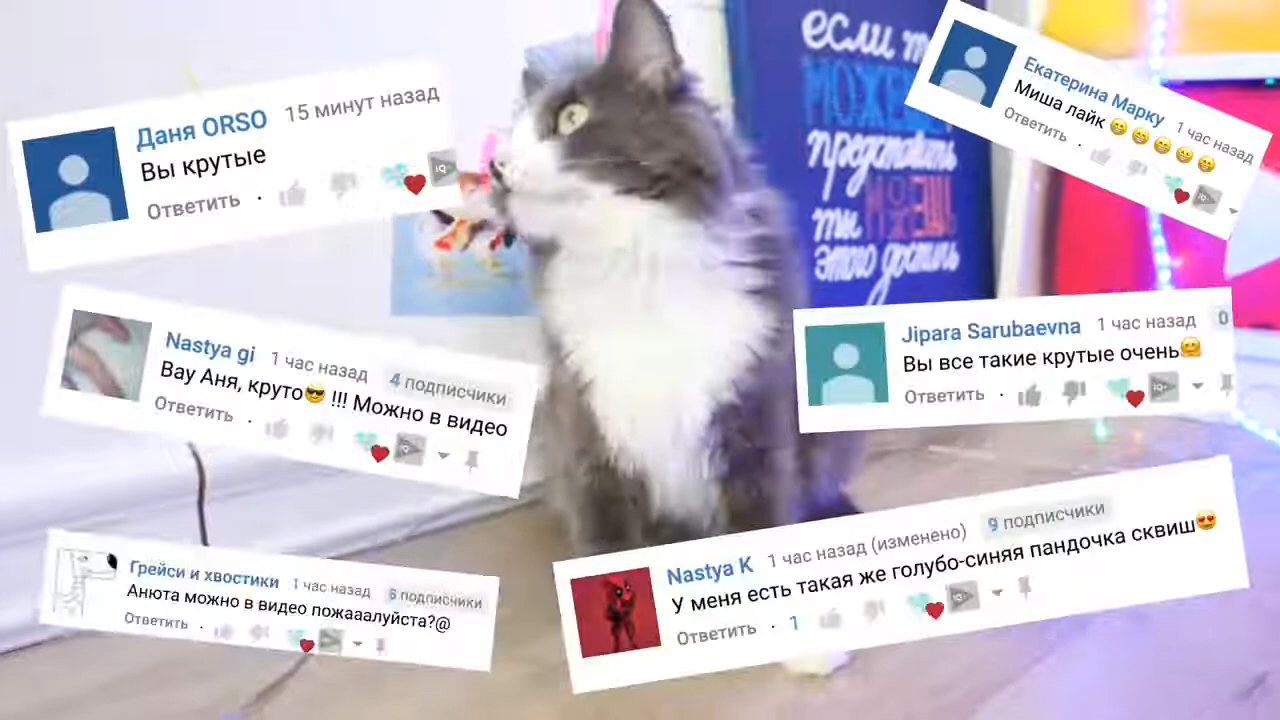 если
МОЖЕШЬ
представить
ты МОЖЕШЬ
этого достичь
Даня ORSO 15 минут назад
Вы крутые
Ответить
Екатерина Марку 1 час назад
Миша лайк 😁😁😁😁😁
Ответить
Nastya gi 1 час назад 4 подписчики
Вау Аня, круто😎 !!! Можно в видео
Ответить
Jipara Sarubaevna 1 час назад 0
Вы все такие крутые очень🤗
Ответить
Грейси и хвостики 1 час назад 6 подписчики
Анюта можно в видео пожааалуйста?@
Ответить
Nastya K 1 час назад (изменено) 9 подписчики
У меня есть такая же голубо-синяя пандочка сквиш😍
Ответить · 1